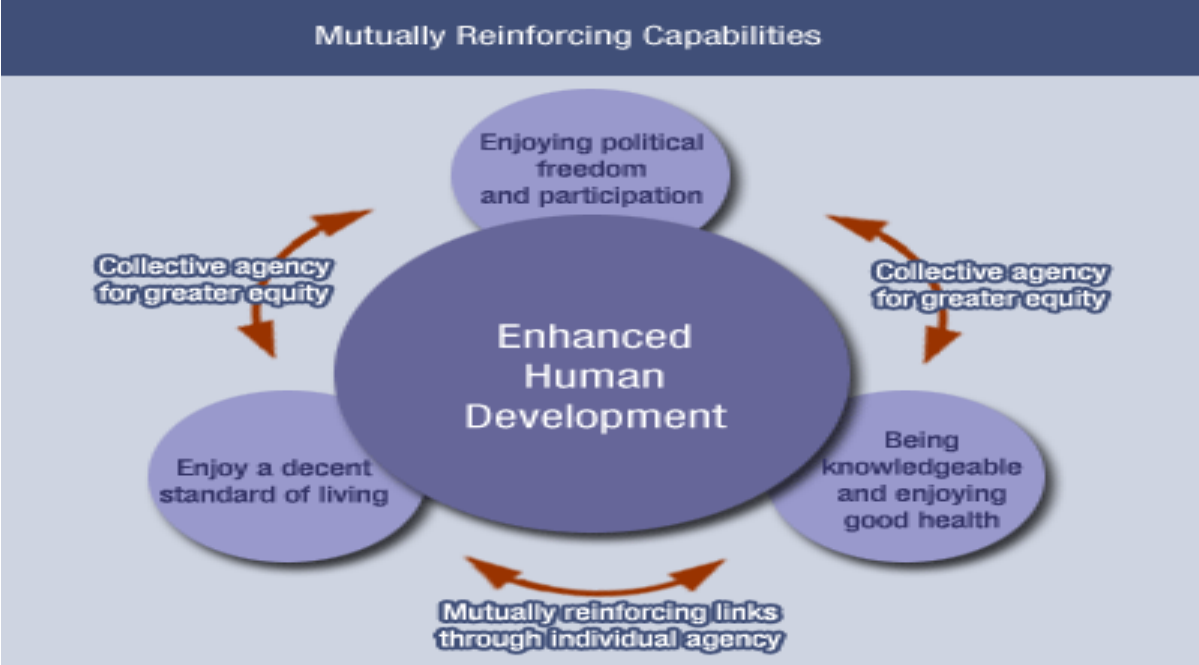 Mutually Reinforcing Capabilities
Enjoying political
freedom
and participation
Collective agency
for greater equity
Collective agency
for greater equity
Enhanced
Human
Development
Enjoy a decent
standard of living
Being
knowledgeable
and enjoying
good health
Mutually reinforcing links
through individual agency